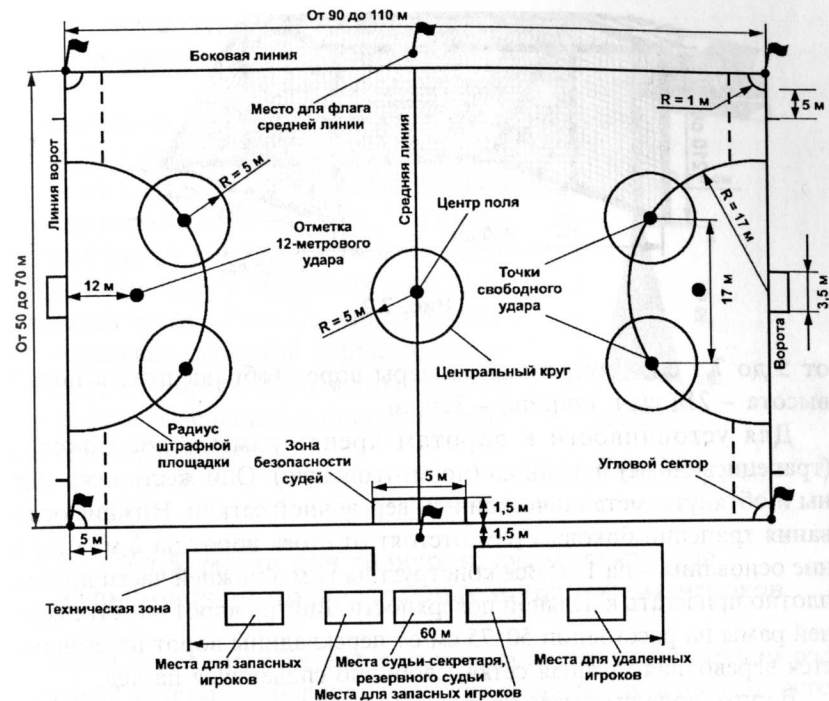 От 90 до 110 м
Боковая линия
Место для флага
средней линии
R = 1 м
5 м
Линия ворот
R = 5 м
Средняя линия
R = 17 м
Отметка
12-метрового
удара
Центр поля
Точки
свободного
удара
12 м
17 м
3,5 м
Ворота
От 50 до 70 м
R = 5 м
Центральный круг
Радиус
штрафной
площадки
Зона
безопасности
судей
Угловой сектор
5 м
1,5 м
1,5 м
5 м
Техническая зона
60 м
Места для запасных
игроков
Места судьи-секретаря,
резервного судьи
Места для запасных игроков
Места для удаленных
игроков